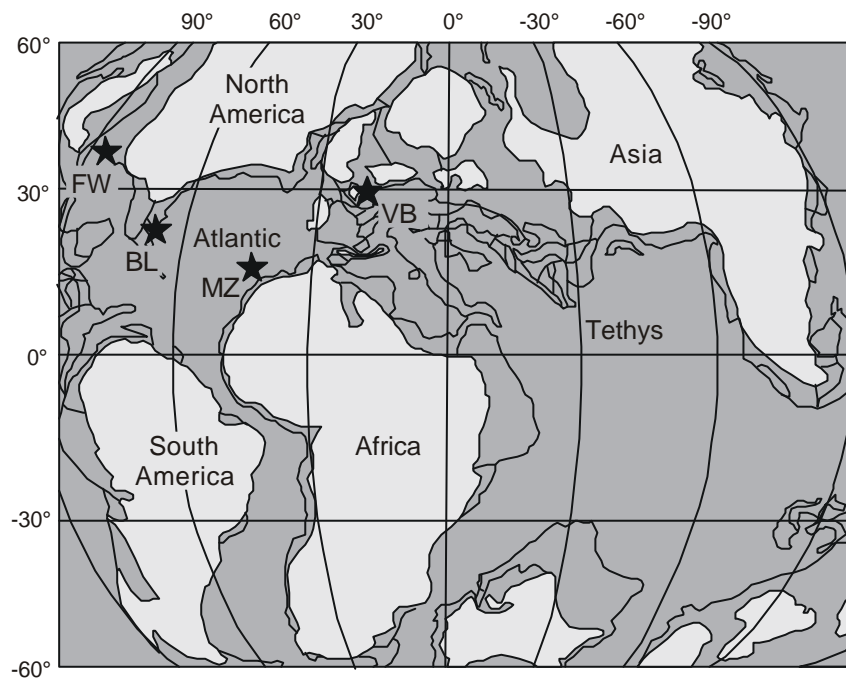 90° 60° 30° 0° -30° -60° -90°
60°
North
America
Asia
30°
FW
VB
Atlantic
BL
MZ
Tethys
0°
South
America
Africa
-30°
-60°